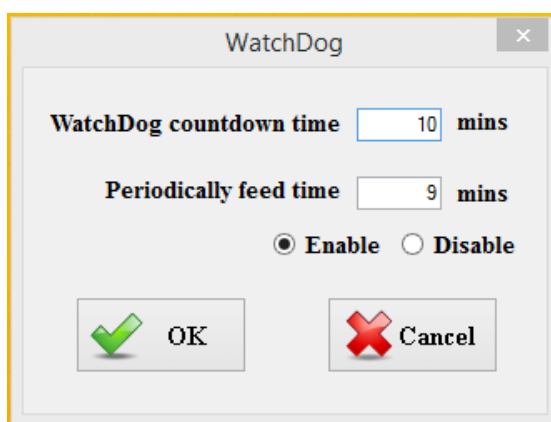 WatchDog
WatchDog countdown time 10 mins
Periodically feed time 9 mins
Enable Disable
OK Cancel